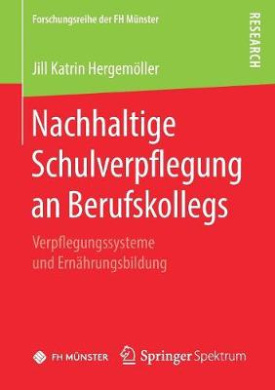 Forschungsreihe der FH Münster
RESEARCH
Jill Katrin Hergemöller
Nachhaltige
Schulverpflegung
an Berufskollegs
Verpflegungssysteme
und Ernährungsbildung
FH MÜNSTER
Springer Spektrum